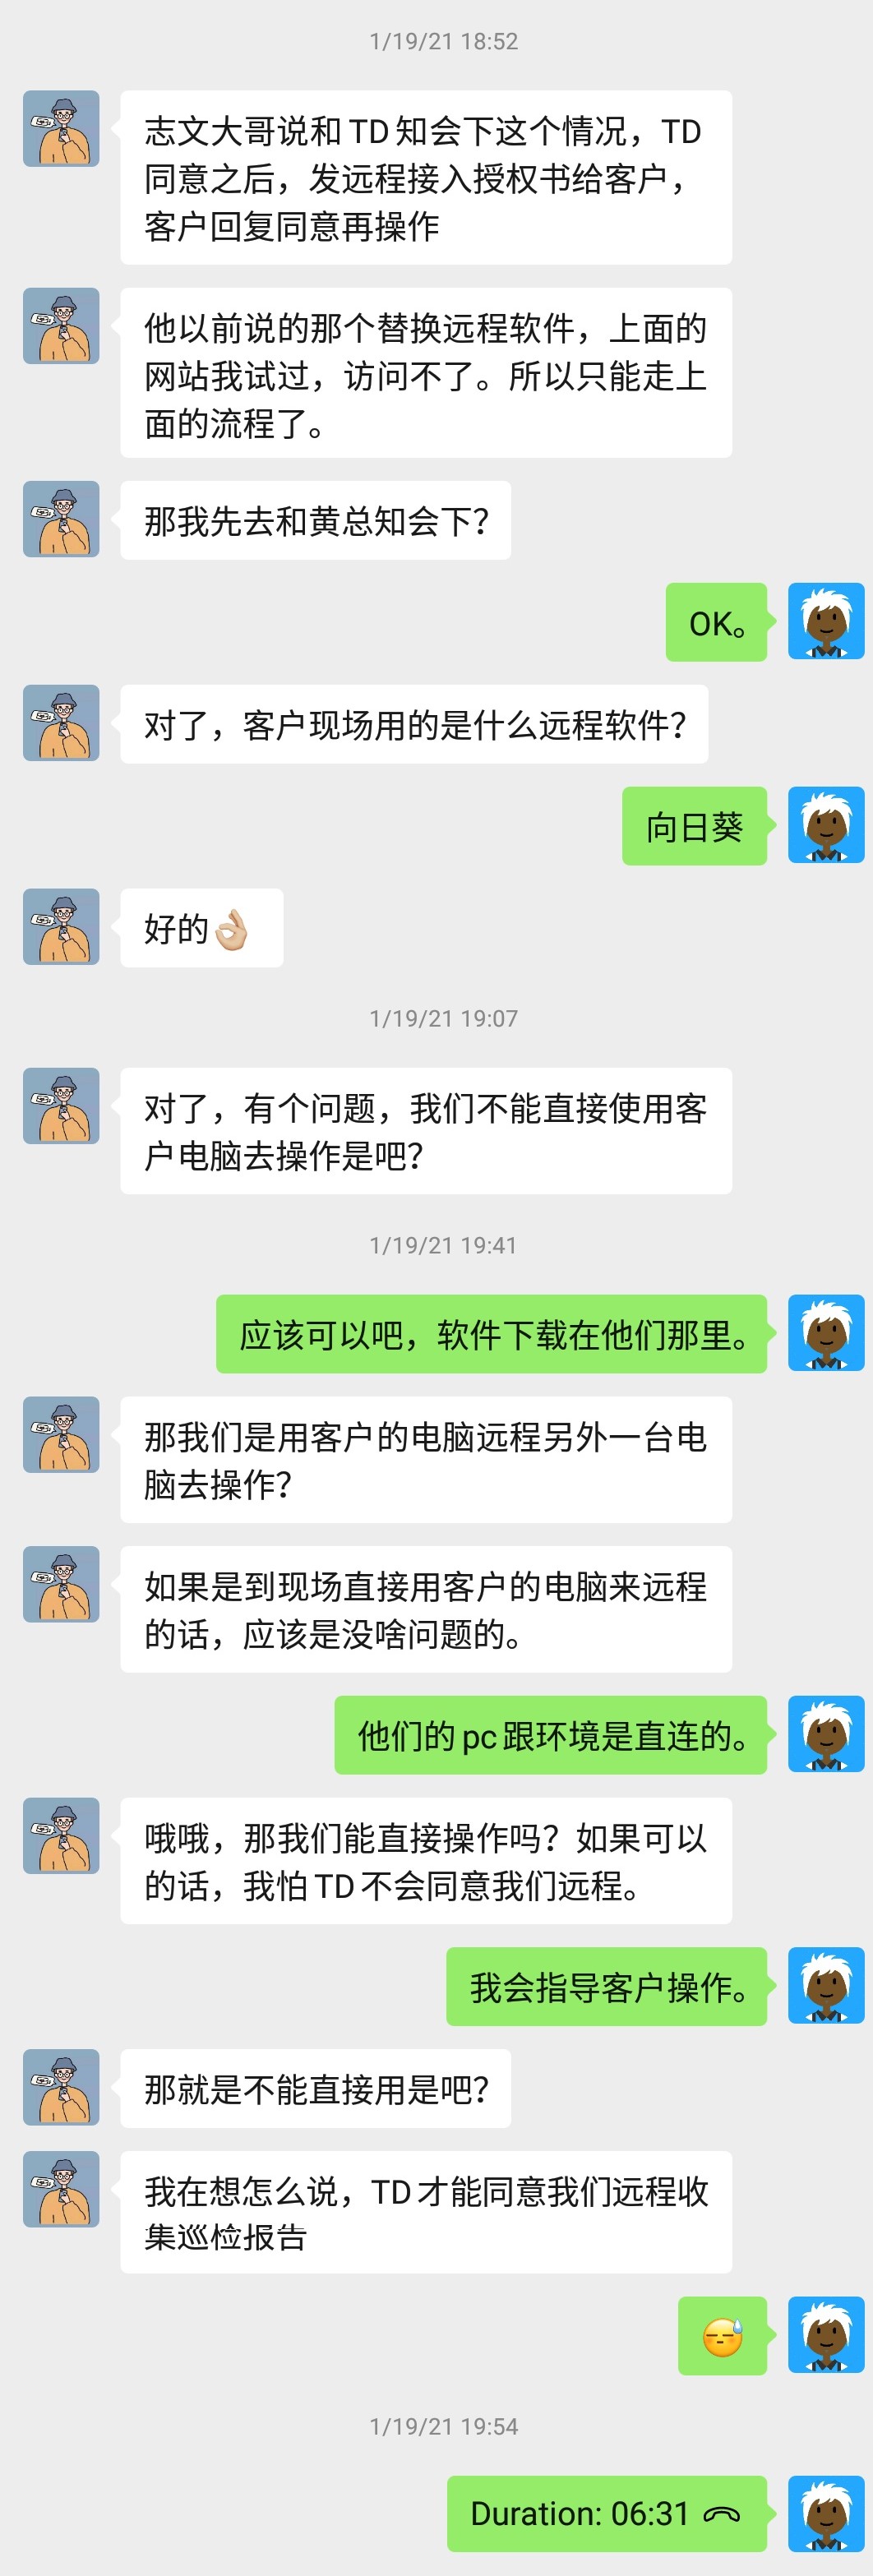 1/19/21 18:52
志文大哥说和 TD 知会下这个情况，TD
同意之后，发远程接入授权书给客户，
客户回复同意再操作
他以前说的那个替换远程软件，上面的
网站我试过，访问不了。所以只能走上
面的流程了。
那我先去和黄总知会下？
OK。
对了，客户现场用的是什么远程软件？
向日葵
好的👌🏼
1/19/21 19:07
对了，有个问题，我们不能直接使用客
户电脑去操作是吧？
1/19/21 19:41
应该可以吧，软件下载在他们那里。
那我们是用客户的电脑远程另外一台电
脑去操作？
如果是到现场直接用客户的电脑来远程
的话，应该是没啥问题的。
他们的 pc 跟环境是直连的。
哦哦，那我们能直接操作吗？如果可以
的话，我怕 TD 不会同意我们远程。
我会指导客户操作。
那就是不能直接用是吧？
我在想怎么说，TD 才能同意我们远程收
集巡检报告
😓
1/19/21 19:54
Duration: 06:31